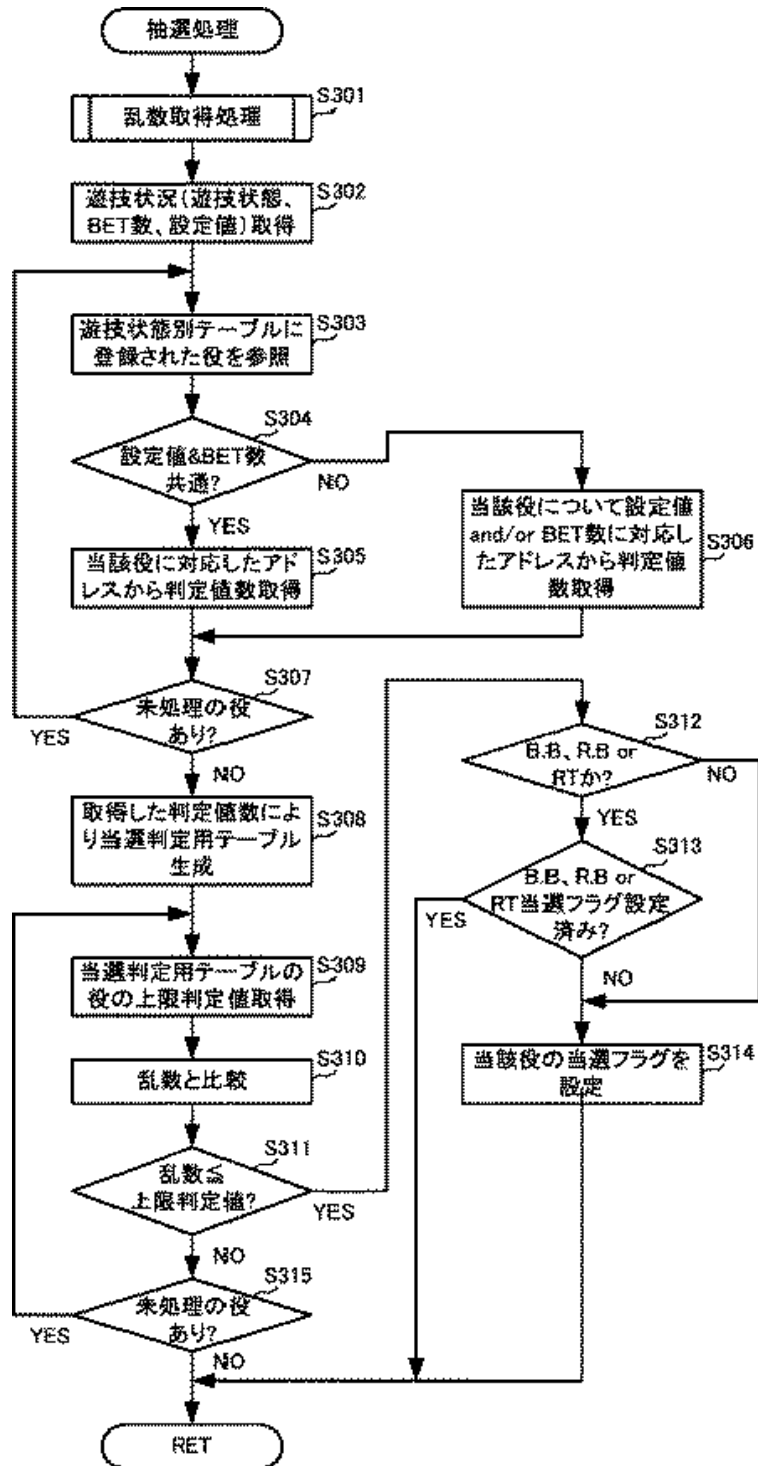 抽選処理
乱数取得処理
S301
遊技状況(遊技状態、
BET数、設定値)取得
S302
遊技状態別テーブルに
登録された役を参照
S303
設定値&BET数
共通?
S304
NO
YES
当該役に対応したアド
レスから判定値数取得
S305
当該役について設定値
and/or BET数に対応し
たアドレスから判定値
数取得
S306
未処理の役
あり?
S307
YES
NO
取得した判定値数によ
り当選判定用テーブル
生成
S308
当選判定用テーブルの
役の上限判定値取得
S309
乱数と比較
S310
乱数≦
上限判定値?
S311
YES
NO
B.B、R.B or
RTか?
S312
NO
YES
B.B、R.B or
RT当選フラグ設定
済み?
S313
YES
NO
当該役の当選フラグを
設定
S314
未処理の役
あり?
S315
YES
NO
RET